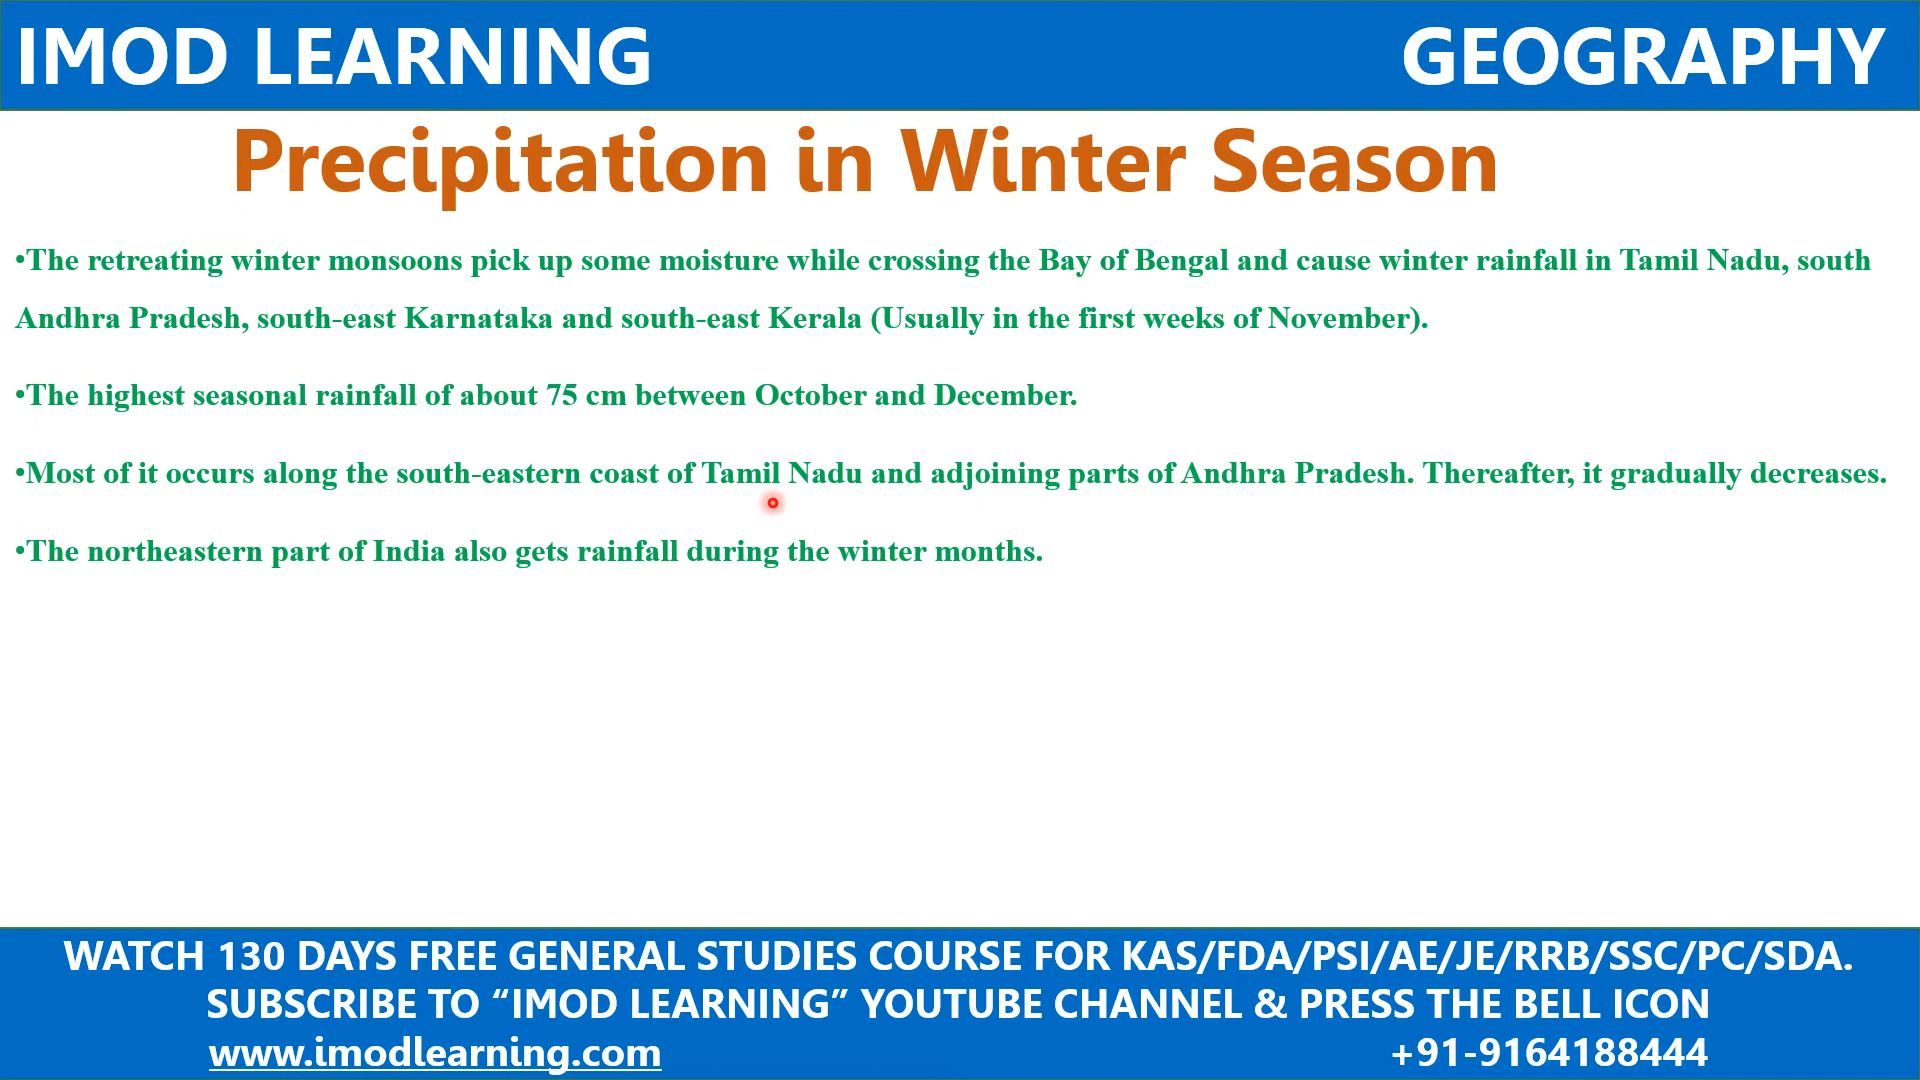 IMOD LEARNING GEOGRAPHY
Precipitation in Winter Season
•The retreating winter monsoons pick up some moisture while crossing the Bay of Bengal and cause winter rainfall in Tamil Nadu, south
Andhra Pradesh, south-east Karnataka and south-east Kerala (Usually in the first weeks of November).
•The highest seasonal rainfall of about 75 cm between October and December.
•Most of it occurs along the south-eastern coast of Tamil Nadu and adjoining parts of Andhra Pradesh. Thereafter, it gradually decreases.
•The northeastern part of India also gets rainfall during the winter months.
WATCH 130 DAYS FREE GENERAL STUDIES COURSE FOR KAS/FDA/PSI/AE/JE/RRB/SSC/PC/SDA.
SUBSCRIBE TO “IMOD LEARNING” YOUTUBE CHANNEL & PRESS THE BELL ICON
www.imodlearning.com +91-9164188444